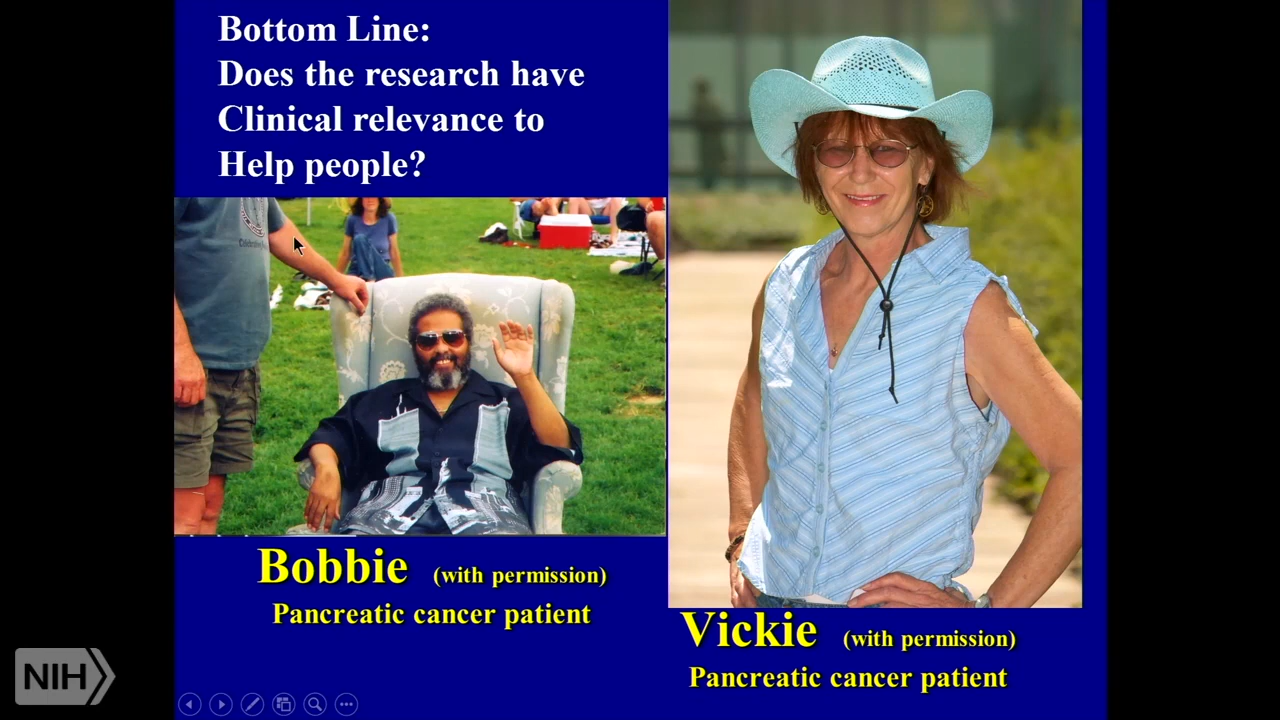 Bottom Line:
Does the research have
Clinical relevance to
Help people?
Bobbie (with permission)
Pancreatic cancer patient
Vickie (with permission)
Pancreatic cancer patient
NIH